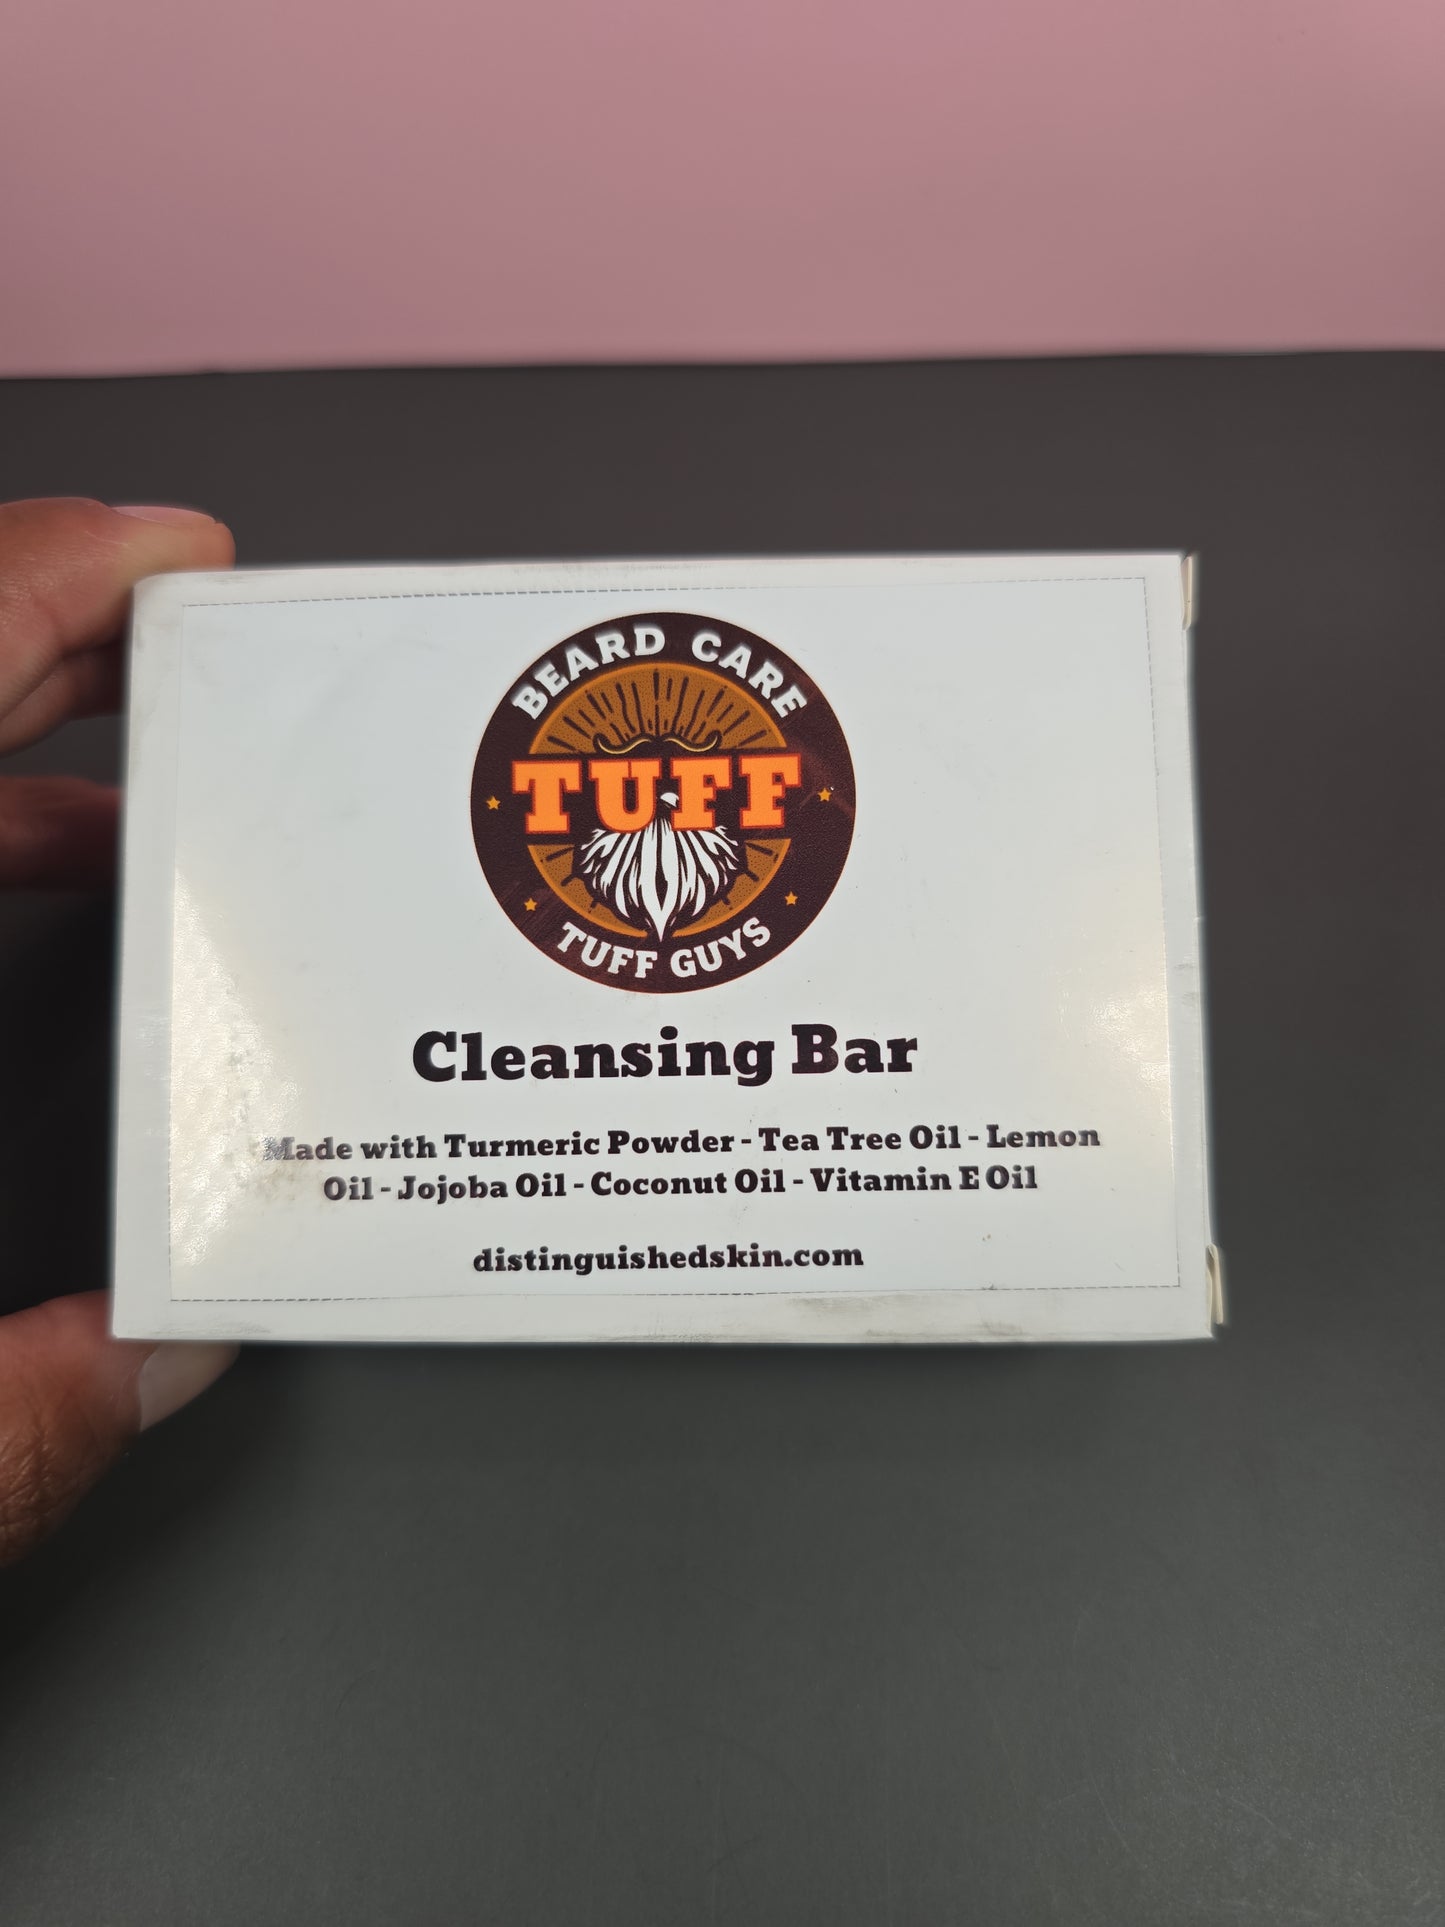 BEARD CARE
TUFF
TUFF GUYS
Cleansing Bar
Made with Turmeric Powder - Tea Tree Oil - Lemon
Oil - Jojoba Oil - Coconut Oil - Vitamin E Oil
distinguishedskin.com